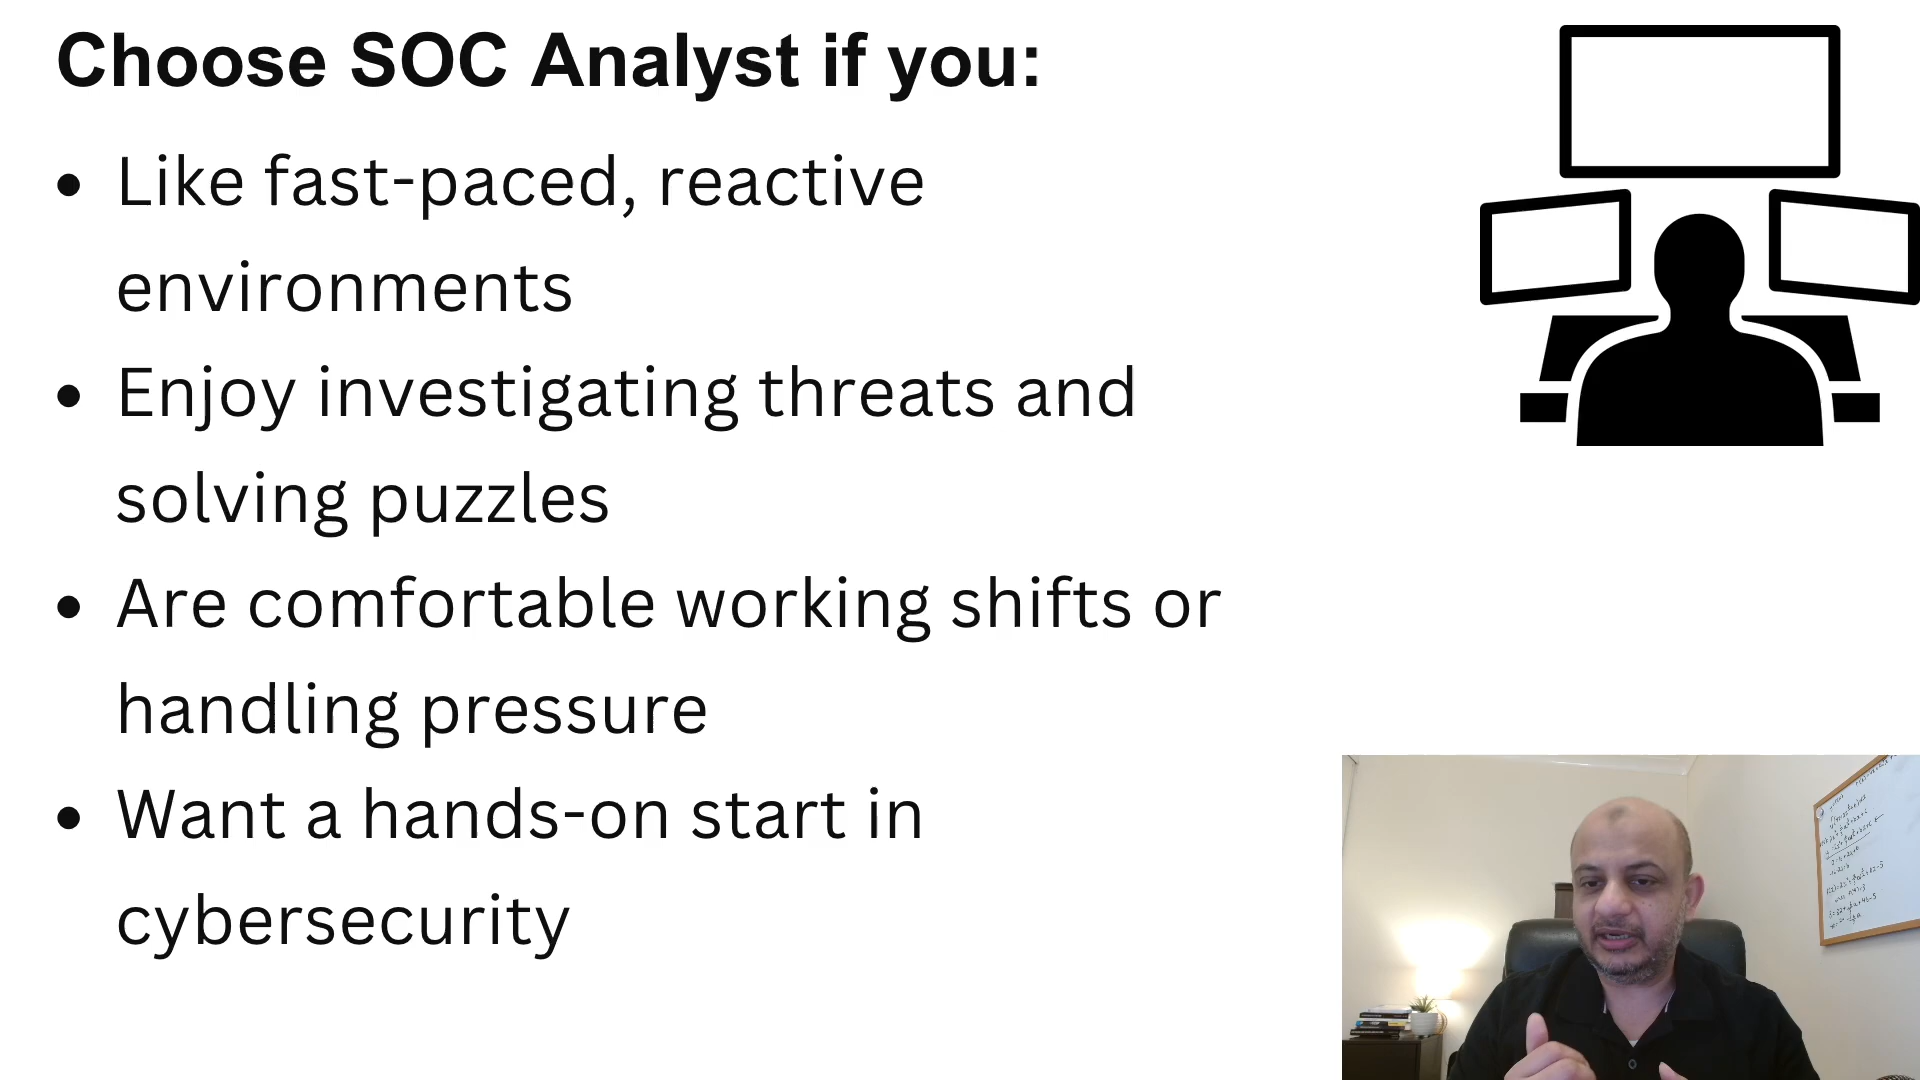 Choose SOC Analyst if you:
• Like fast-paced, reactive
environments
• Enjoy investigating threats and
solving puzzles
• Are comfortable working shifts or
handling pressure
• Want a hands-on start in
cybersecurity